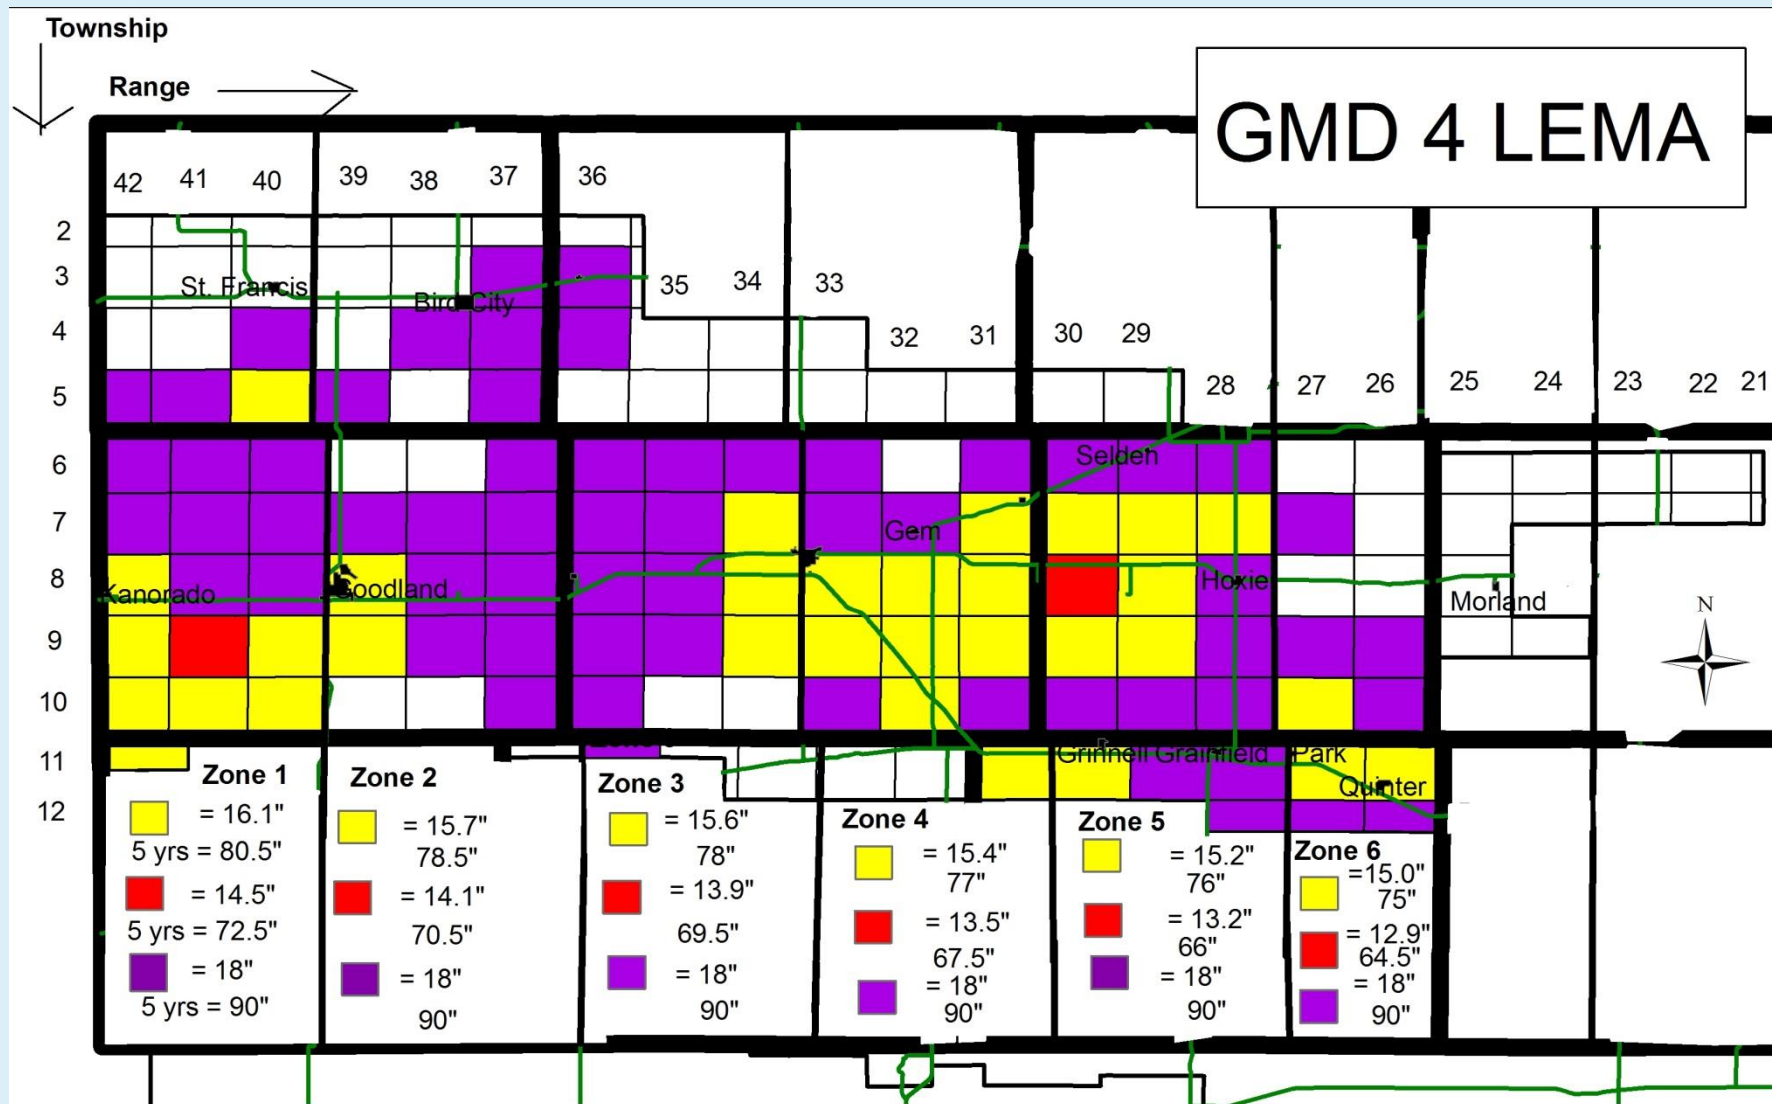 Township
Range
GMD 4 LEMA
42 41 40 39 38 37 36
35 34 33
32 31 30 29
28 27 26 25 24 23 22 21
2
3
4
5
6
7
8
9
10
11
12
St. Francis
Bird City
Selden
Gem
Kanorado
Goodland
Hoxie
Morland
N
Grinnell Grainfield Park
Quinter
Zone 1
= 16.1"
5 yrs = 80.5"
= 14.5"
5 yrs = 72.5"
= 18"
5 yrs = 90"
Zone 2
= 15.7"
78.5"
= 14.1"
70.5"
= 18"
90"
Zone 3
= 15.6"
78"
= 13.9"
69.5"
= 18"
90"
Zone 4
= 15.4"
77"
= 13.5"
67.5"
= 18"
90"
Zone 5
= 15.2"
76"
= 13.2"
66"
= 18"
90"
Zone 6
=15.0"
75"
= 12.9"
64.5"
= 18"
90"